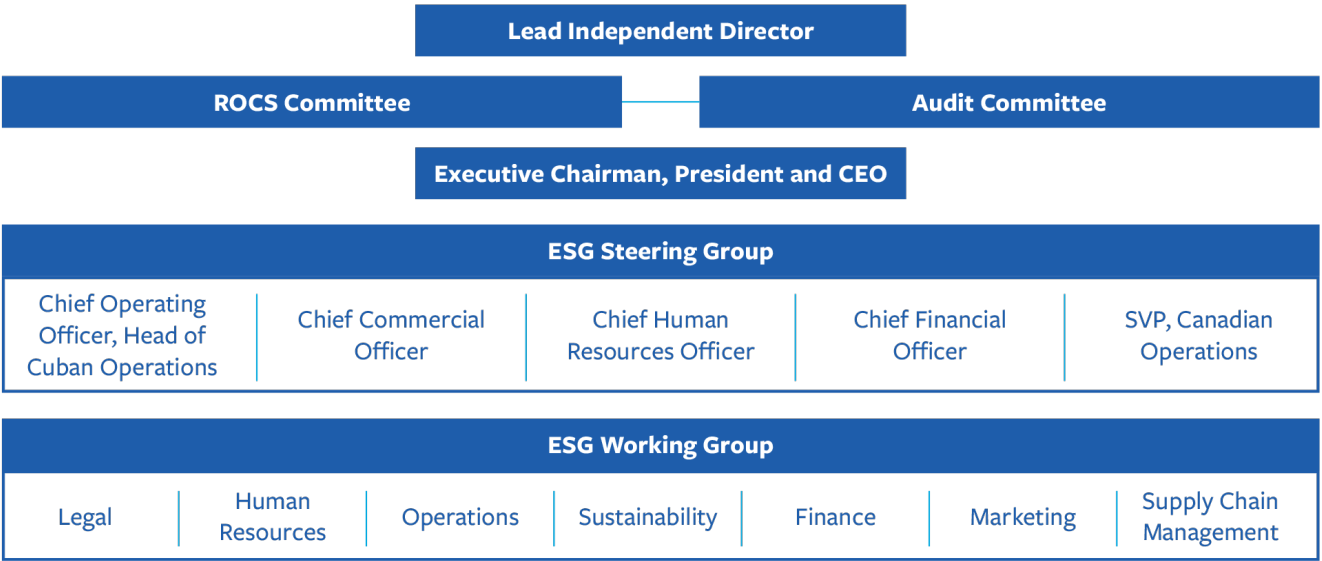 Lead Independent Director
ROCS Committee
Audit Committee
Executive Chairman, President and CEO
ESG Steering Group
Chief Operating
Officer, Head of
Cuban Operations
Chief Commercial
Officer
Chief Human
Resources Officer
Chief Financial
Officer
SVP, Canadian
Operations
ESG Working Group
Legal
Human
Resources
Operations
Sustainability
Finance
Marketing
Supply Chain
Management